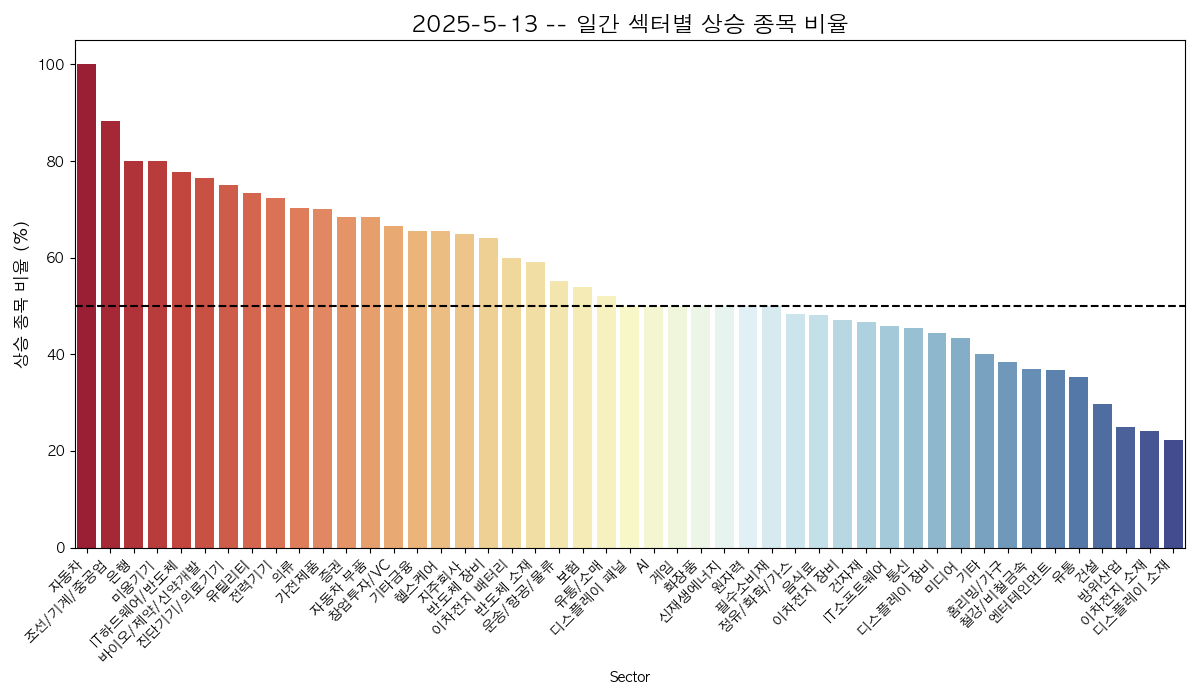 2025-5-13 -- 일간 섹터별 상승 종목 비율
상승 종목 비율 (%)
100
80
60
40
20
0
자동차
조선/기계/중공업
은행
미용기기
IT하드웨어/반도체
바이오/제약/신약개발
진단기기/의료기기
유틸리티
전력기기
의류
가전제품
증권
자동차 부품
창업투자/VC
기타금융
헬스케어
지주회사
반도체 장비
이차전지 배터리
반도체 소재
운송/항공/물류
보험
유통/소매
디스플레이 패널
AI
게임
화장품
신재생에너지
원자력
필수소비재
정유/화학/가스
음식료
이차전지 장비
건자재
IT소프트웨어
통신
디스플레이 장비
미디어
기타
홈리빙/가구
철강/비철금속
엔터테인먼트
유통
건설
방위산업
이차전지 소재
디스플레이 소재
Sector